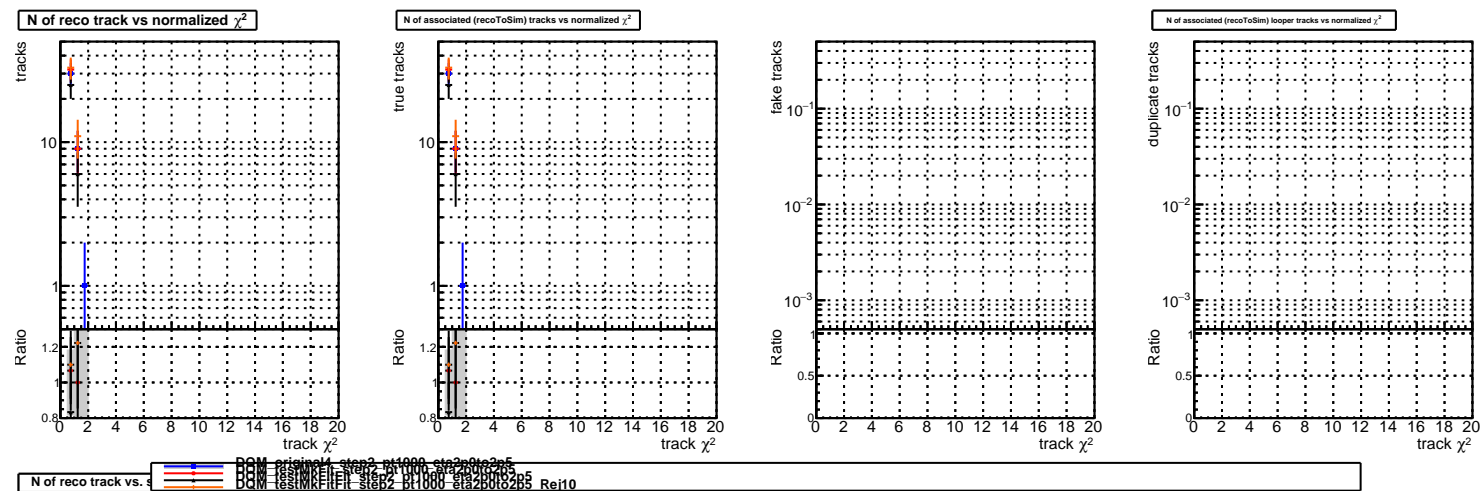 N of reco track vs normalized χ²
N of associated (recoToSim) tracks vs normalized χ²
N of associated (recoToSim) looper tracks vs normalized χ²
tracks
10
1
Ratio
1.2
1
0.8
0 2 4 6 8 10 12 14 16 18 20
track χ²
true tracks
10
1
Ratio
1.2
1
0.8
0 2 4 6 8 10 12 14 16 18 20
track χ²
fake tracks
10⁻¹
10⁻²
10⁻³
Ratio
1
0.5
0
0 2 4 6 8 10 12 14 16 18 20
track χ²
duplicate tracks
10⁻¹
10⁻²
10⁻³
Ratio
1
0.5
0
0 2 4 6 8 10 12 14 16 18 20
track χ²
N of reco track vs.
DQM_original4_step2_pt1000_eta2p0to2p5
DQM_testMkFit_step2_pt1000_eta2p0to2p5
DQM_testMkFitFit_step2_pt1000_eta2p0to2p5
DQM_testMkFitFit_step2_pt1000_eta2p0to2p5_Rej10